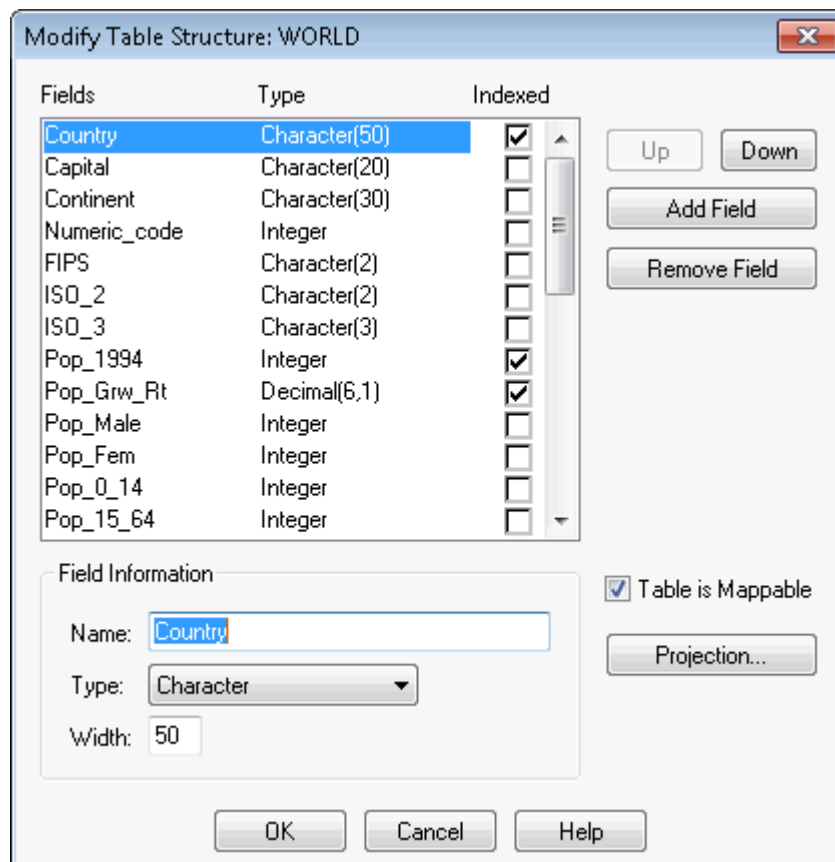 Modify Table Structure: WORLD
Fields Type Indexed
Country Character(50)
Capital Character(20)
Continent Character(30)
Numeric_code Integer
FIPS Character(2)
ISO_2 Character(2)
ISO_3 Character(3)
Pop_1994 Integer
Pop_Grw_Rt Decimal(6,1)
Pop_Male Integer
Pop_Fem Integer
Pop_0_14 Integer
Pop_15_64 Integer
Up Down
Add Field
Remove Field
Field Information
Name: Country
Type: Character
Width: 50
Table is Mappable
Projection...
OK Cancel Help